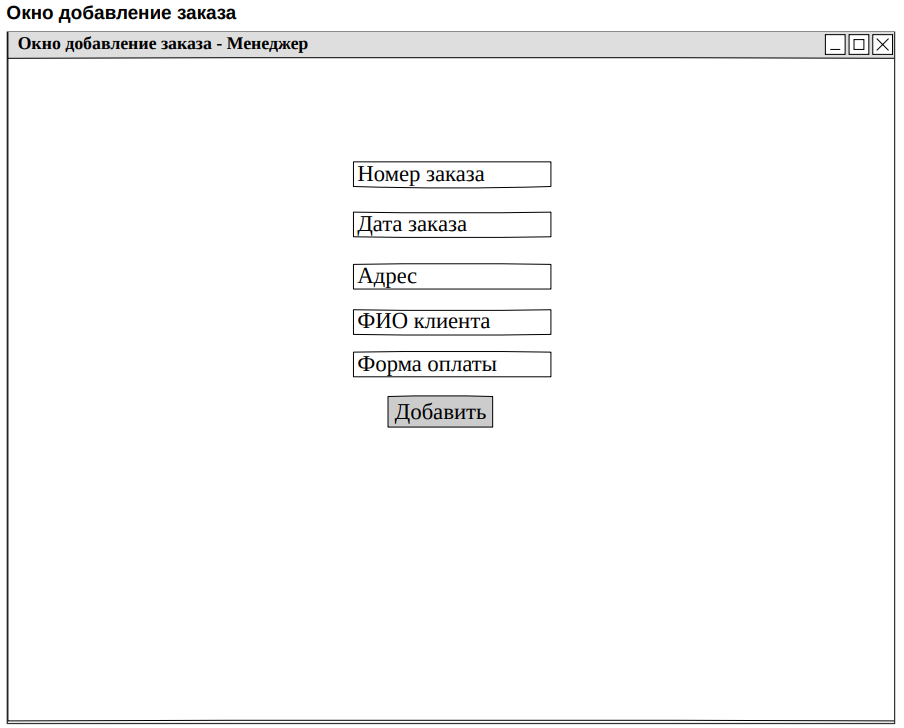 Окно добавление заказа
Окно добавление заказа - Менеджер
Номер заказа
Дата заказа
Адрес
ФИО клиента
Форма оплаты
Добавить